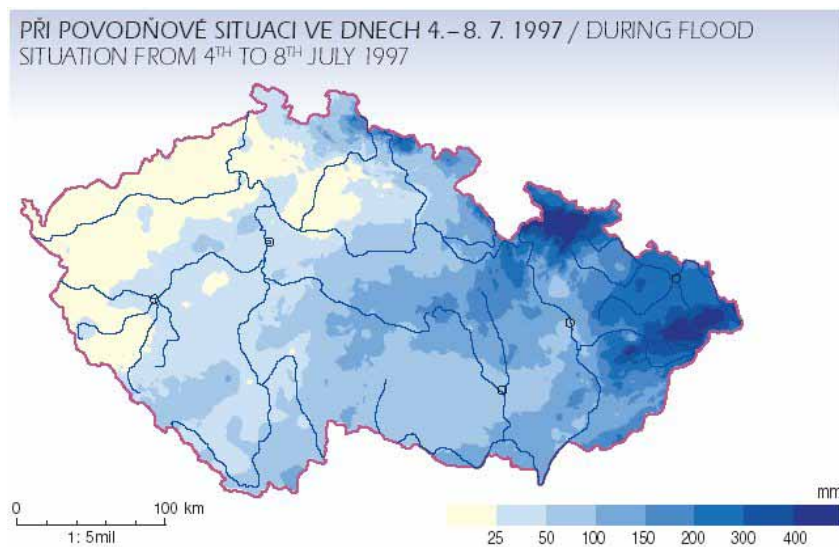 PŘI POVODŇOVÉ SITUACI VE DNECH 4.–8. 7. 1997 / DURING FLOOD
SITUATION FROM 4TH TO 8TH JULY 1997
0 100 km
1: 5mil
mm
25 50 100 150 200 300 400